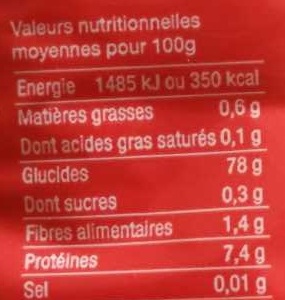 Valeurs nutritionnelles
moyennes pour 100g
Energie 1485 kJ ou 350 kcal
Matières grasses 0,6 g
Dont acides gras saturés 0,1 g
Glucides 78 g
Dont sucres 0,3 g
Fibres alimentaires 1,4 g
Protéines 7,4 g
Sel 0,01 g